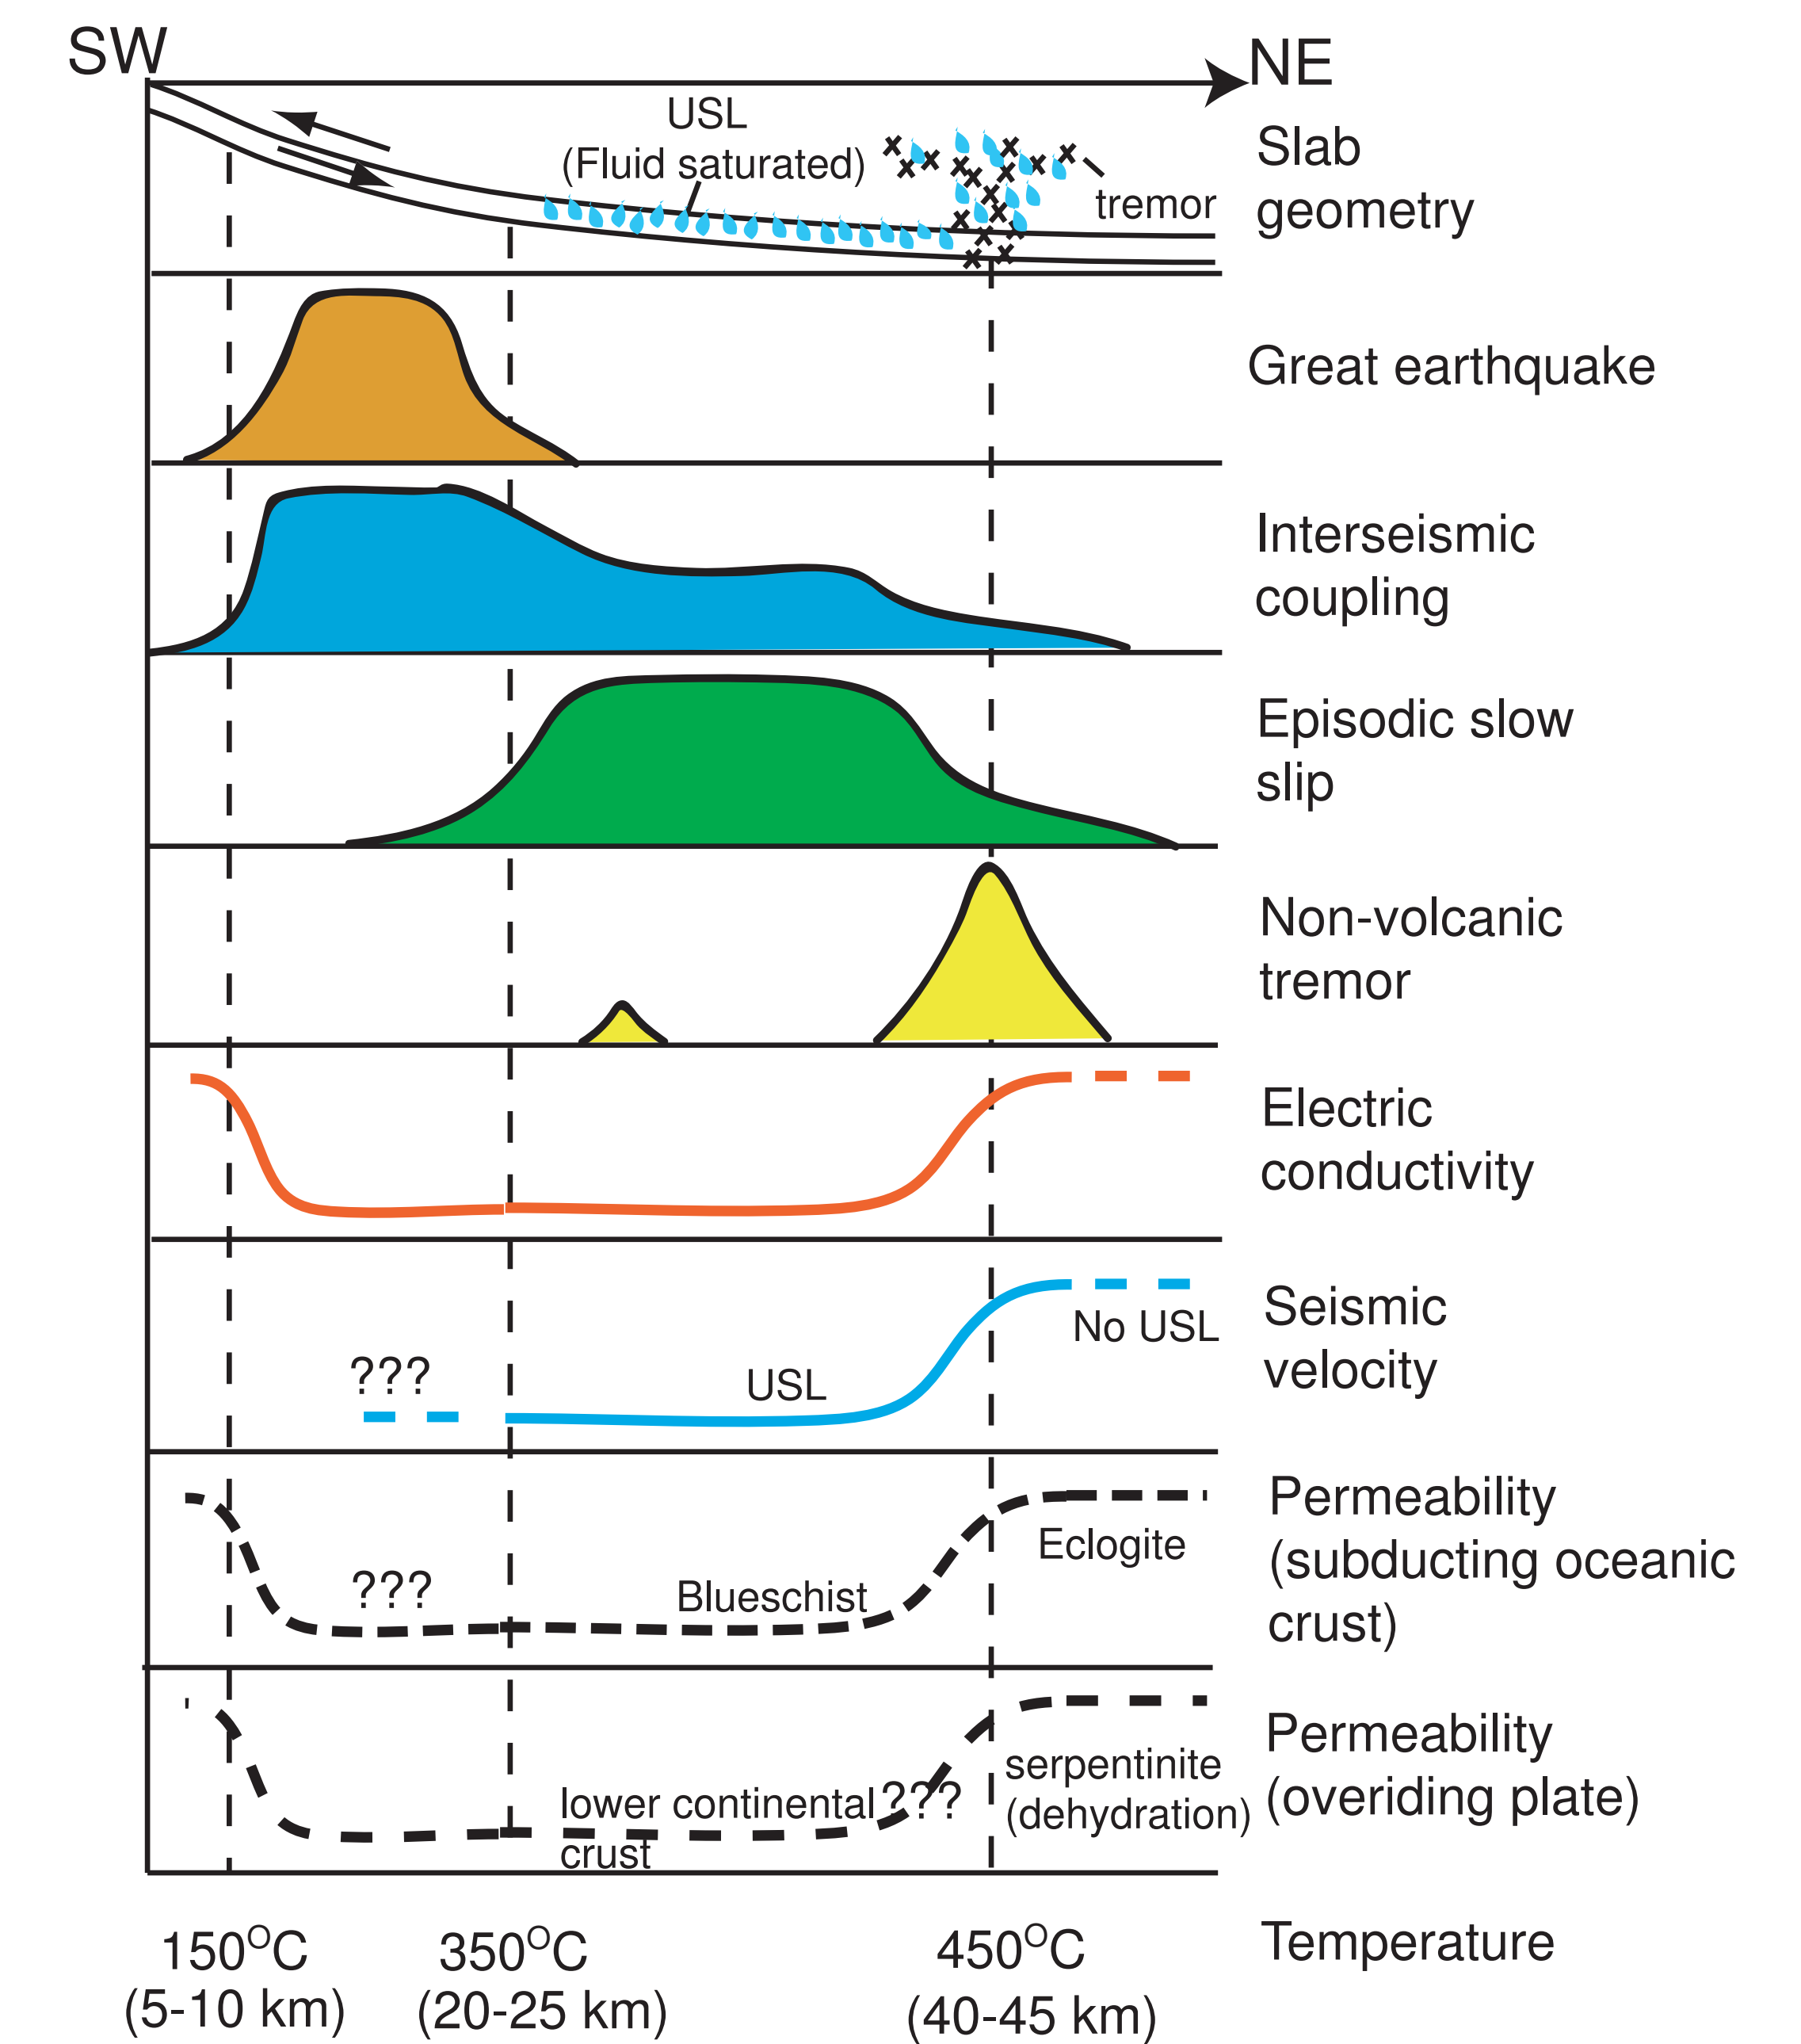 SW
NE
USL
(Fluid saturated)
tremor
Slab
geometry
Great earthquake
Interseismic
coupling
Episodic slow
slip
Non-volcanic
tremor
Electric
conductivity
???
USL
No USL
Seismic
velocity
???
Blueschist
Eclogite
Permeability
(subducting oceanic
crust)
lower continental ???
crust
serpentinite
(dehydration)
Permeability
(overiding plate)
150°C
(5-10 km)
350°C
(20-25 km)
450°C
(40-45 km)
Temperature